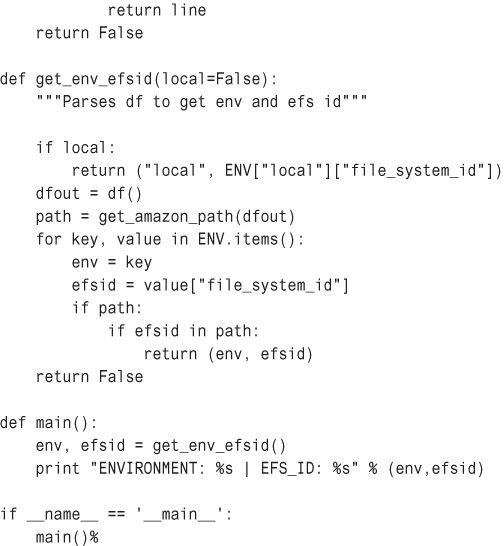 return line
    return False

def get_env_efsid(local=False):
    """Parses df to get env and efs id"""

    if local:
        return ("local", ENV["local"]["file_system_id"])
    dfout = df()
    path = get_amazon_path(dfout)
    for key, value in ENV.items():
        env = key
        efsid = value["file_system_id"]
        if path:
            if efsid in path:
                return (env, efsid)
    return False

def main():
    env, efsid = get_env_efsid()
    print "ENVIRONMENT: %s | EFS_ID: %s" % (env,efsid)

if __name__ == '__main__':
    main()%